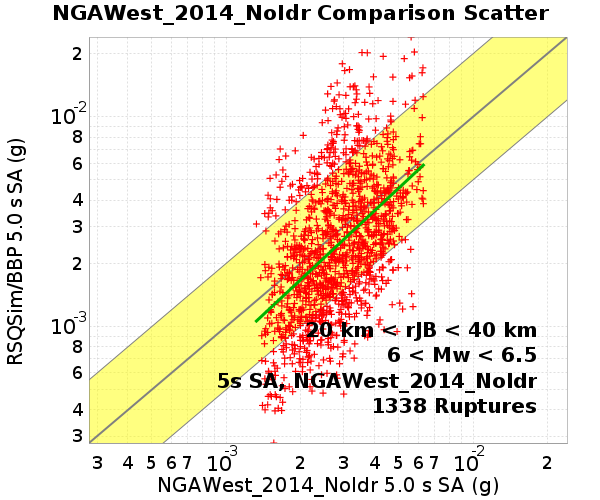 NGAWest_2014_NoIdr Comparison Scatter
RSQSim/BBP 5.0 s SA (g)
2
10-2
8
6
4
3
2
10-3
8
6
4
3
20 km < rJB < 40 km
6 < Mw < 6.5
5s SA, NGAWest_2014_NoIdr
1338 Ruptures
3 4 5 6 7 10-3 2 3 4 5 6 7 10-2 2
NGAWest_2014_NoIdr 5.0 s SA (g)